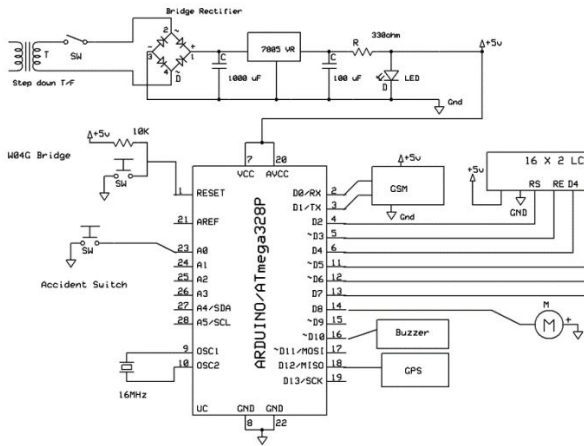 Bridge Rectifier
2
~
-
+
3
1
4
~
D
T
SW
Step down T/F
C
1000 uF
7805 VR
C
100 uF
330ohm
R
LED
D
+5v
Gnd
+5v
10K
W04G Bridge
SW
7
20
VCC
AVCC
1
RESET
21
AREF
23
A0
24
A1
25
A2
26
A3
27
A4/SDA
28
A5/SCL
9
OSC1
10
OSC2
UC
GND
GND
8
22
ARDUINO/ATmega328P
D0/RX
2
D1/TX
3
D2
4
~D3
5
D4
6
~D5
11
~D6
12
D7
13
D8
14
~D9
15
~D10
16
~D11/MOSI
17
D12/MISO
18
D13/SCK
19
SW
Accident Switch
16MHz
+5v
GSM
Gnd
16 X 2 LC
+5v
GND
RS
RE
D4
M
M
+
Buzzer
GPS